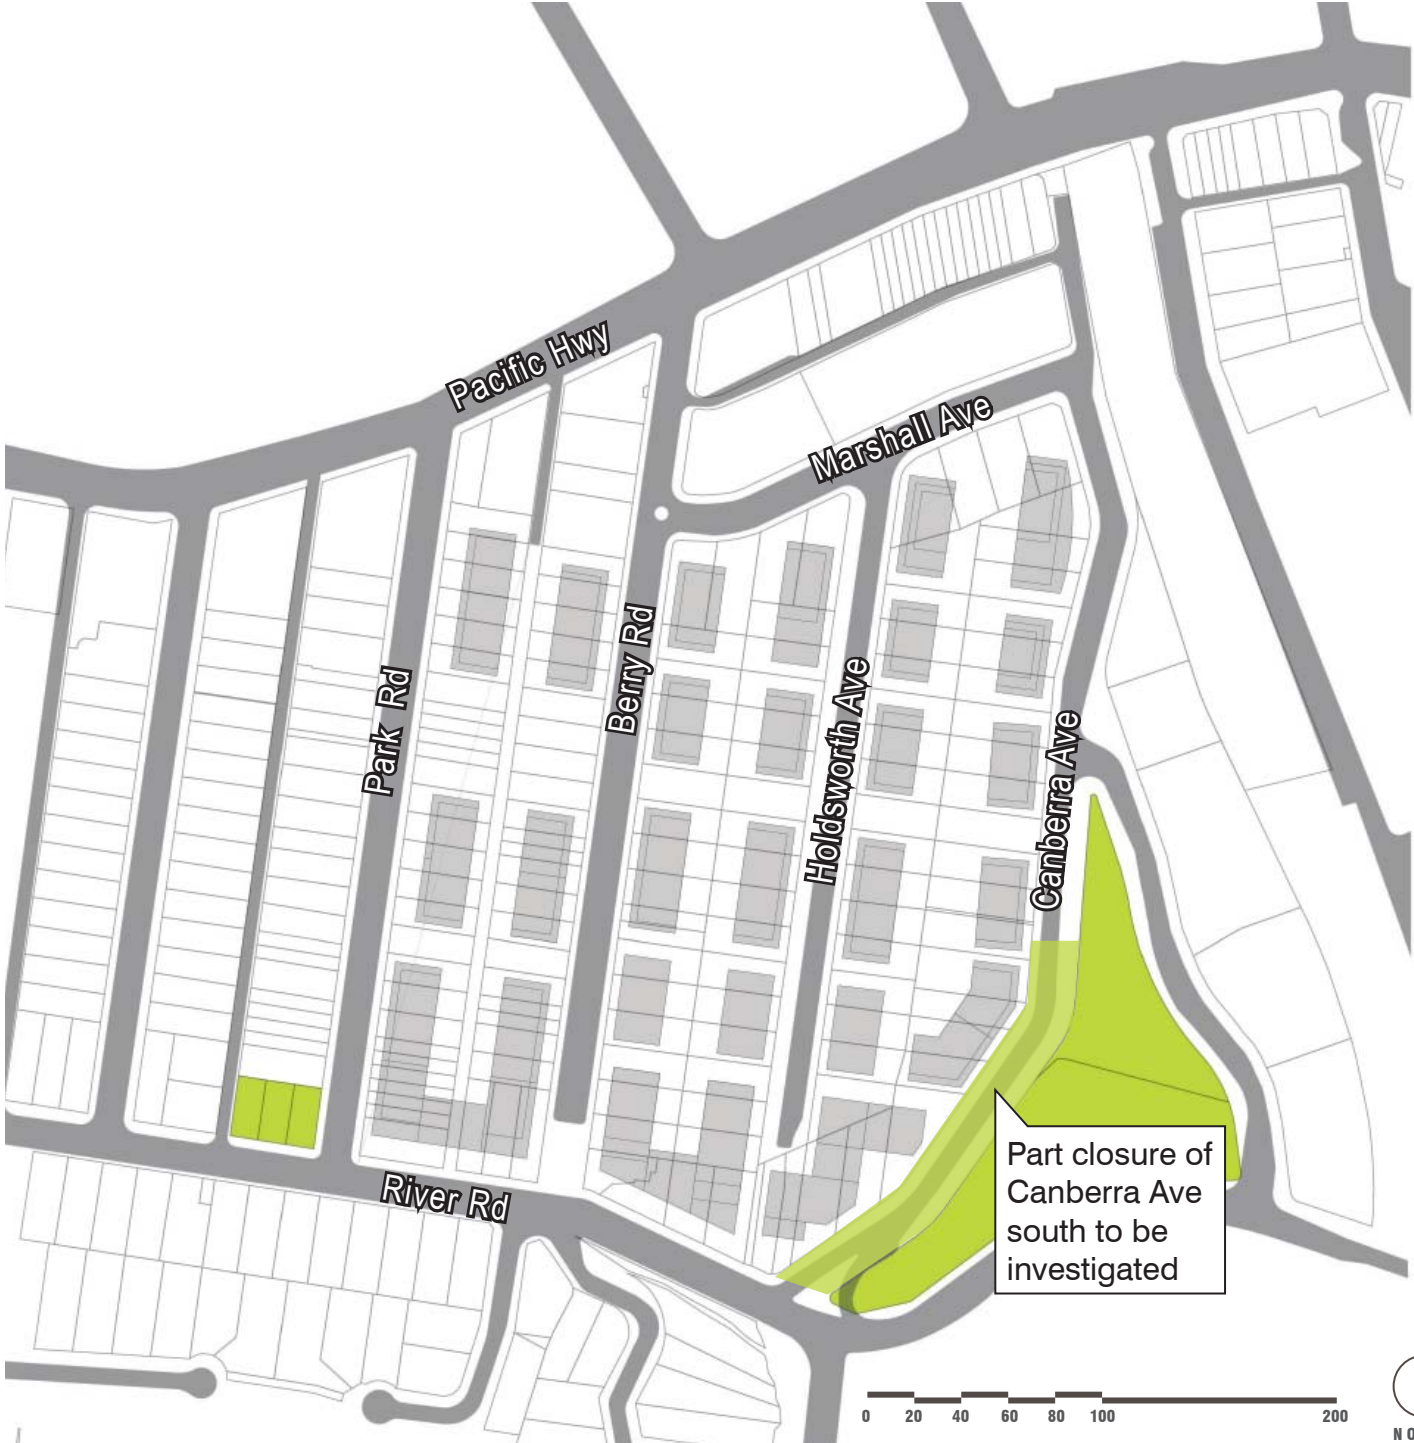 Pacific Hwy
Marshall Ave
Berry Rd
Park Rd
Holdsworth Ave
Canberra Ave
Part closure of
Canberra Ave
south to be
investigated
River Rd
0 20 40 60 80 100 200